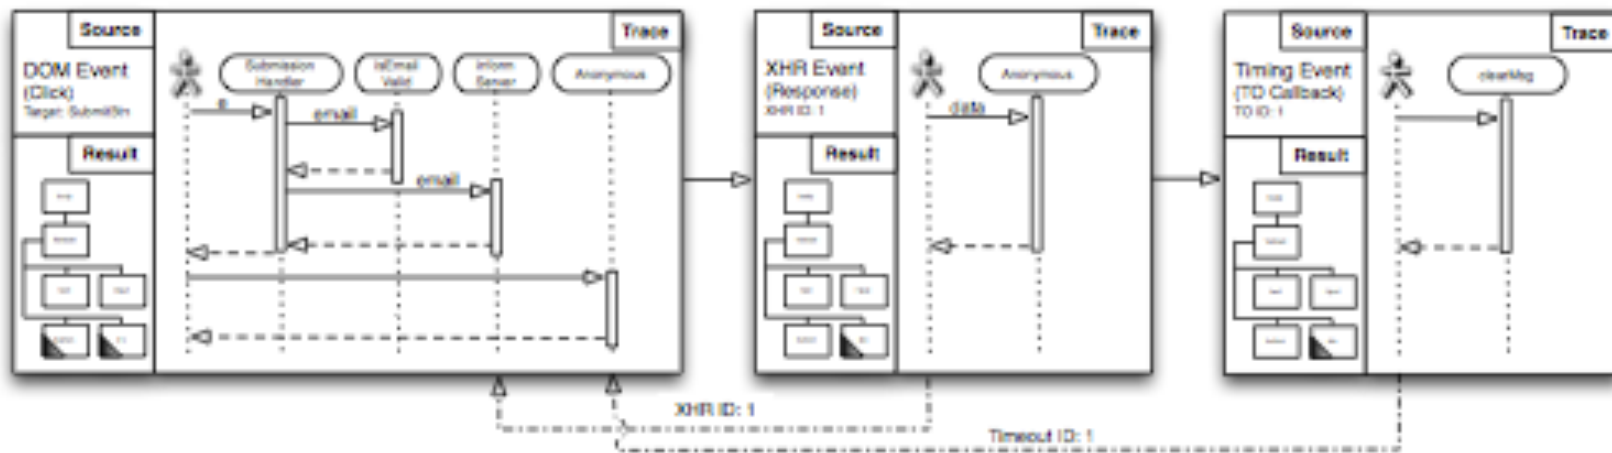 Source
Trace
DOM Event
(Click)
Target: SubmitBtn
Submission
Handler
isEmail
Valid
Inform
Server
Anonymous
e
email
email
Result
Source
Trace
XHR Event
(Response)
XHR ID: 1
Anonymous
data
Result
Source
Trace
Timing Event
(TO Callback)
TO ID: 1
clearMsg
Result
XHR ID: 1
Timeout ID: 1